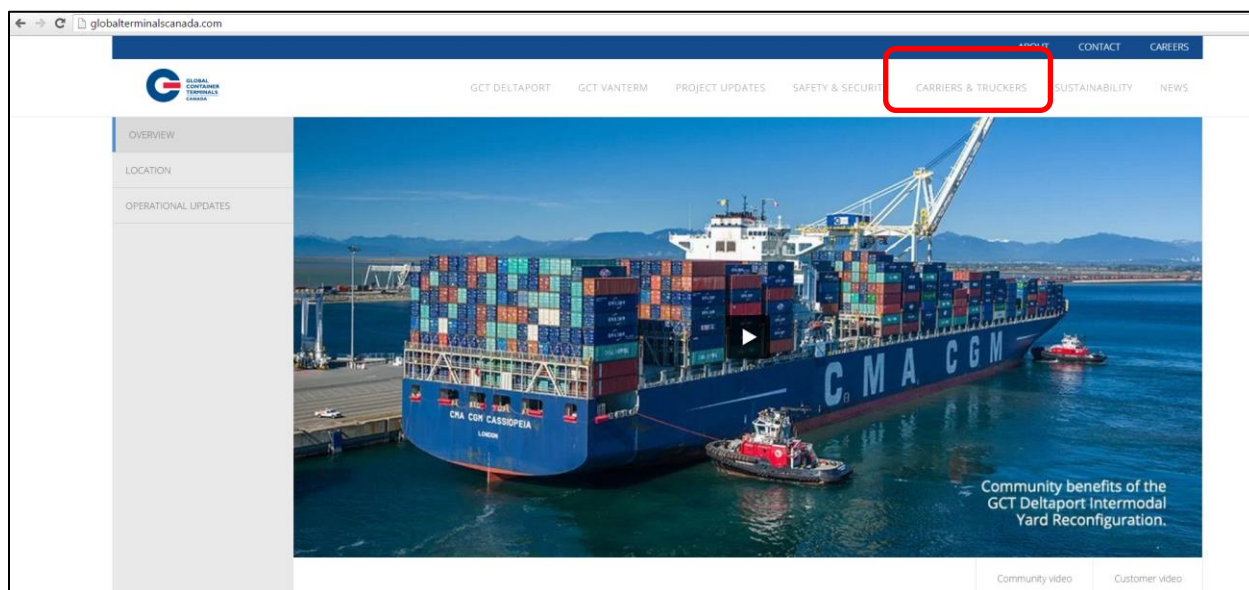 globalterminalscanada.com
ABOUT CONTACT CAREERS
GLOBAL
CONTAINER
TERMINALS
CANADA
GCT DELTAPORT GCT VANTERM PROJECT UPDATES SAFETY & SECURITY CARRIERS & TRUCKERS SUSTAINABILITY NEWS
OVERVIEW
LOCATION
OPERATIONAL UPDATES
CMA CGM
CMA CGM CASSIOPEIA
LONDON
Community benefits of the
GCT Deltaport Intermodal
Yard Reconfiguration.
Community video Customer video